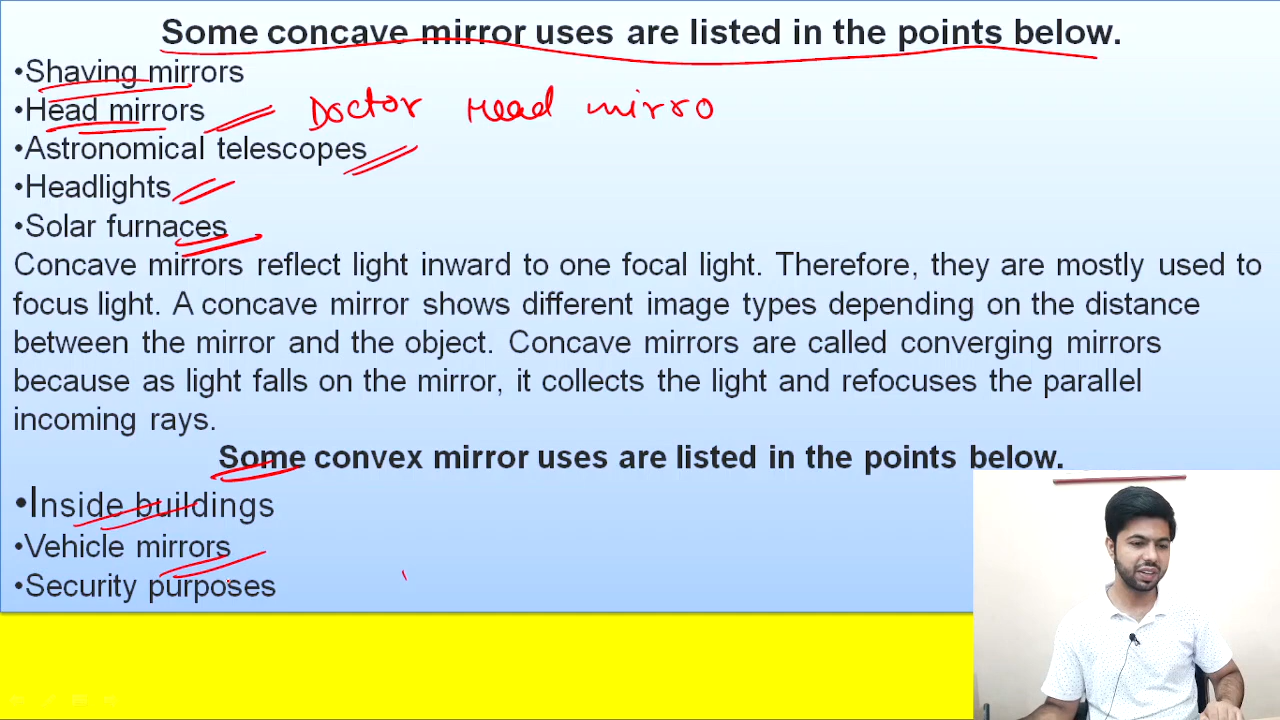 Some concave mirror uses are listed in the points below.
•Shaving mirrors
•Head mirrors Doctor Head mirro
•Astronomical telescopes
•Headlights
•Solar furnaces
Concave mirrors reflect light inward to one focal light. Therefore, they are mostly used to
focus light. A concave mirror shows different image types depending on the distance
between the mirror and the object. Concave mirrors are called converging mirrors
because as light falls on the mirror, it collects the light and refocuses the parallel
incoming rays.
Some convex mirror uses are listed in the points below.
•Inside buildings
•Vehicle mirrors
•Security purposes